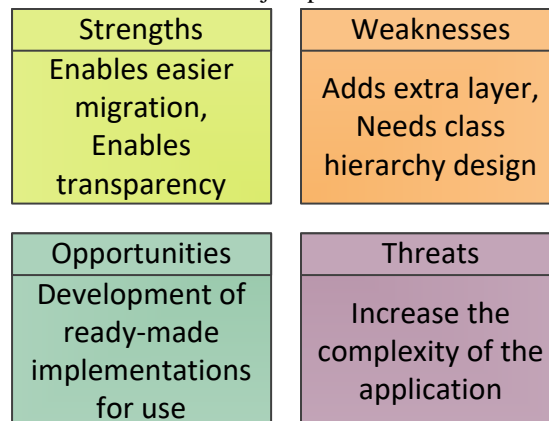 Strengths
Enables easier
migration,
Enables
transparency
Weaknesses
Adds extra layer,
Needs class
hierarchy design
Opportunities
Development of
ready-made
implementations
for use
Threats
Increase the
complexity of the
application